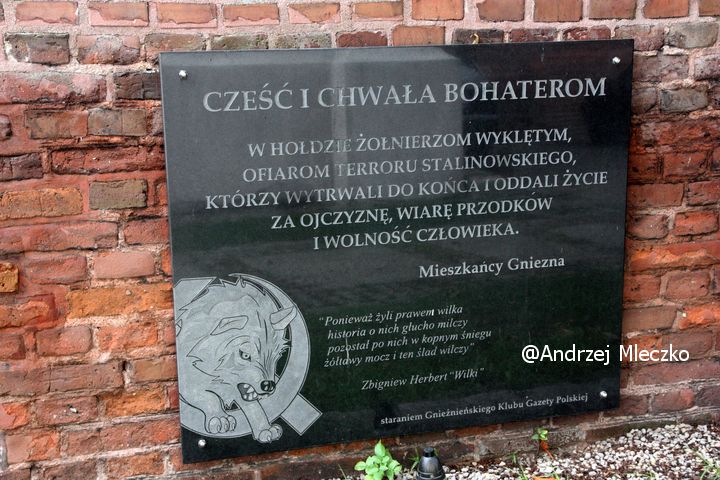 CZEŚĆ I CHWAŁA BOHATEROM
W HOŁDZIE ŻOŁNIERZOM WYKLĘTYM,
OFIAROM TERRORU STALINOWSKIEGO,
KTÓRZY WYTRWALI DO KOŃCA I ODDALI ŻYCIE
ZA OJCZYZNĘ, WIARĘ PRZODKÓW
I WOLNOŚĆ CZŁOWIEKA.
Mieszkańcy Gniezna
"Ponieważ żyli prawem wilka
historia o nich głucho milczy
pozostał po nich w kopnym śniegu
żółtawy mocz i ten ślad wilczy"
Zbigniew Herbert "Wilki"
staraniem Gnieźnieńskiego Klubu Gazety Polskiej
@Andrzej Mleczko